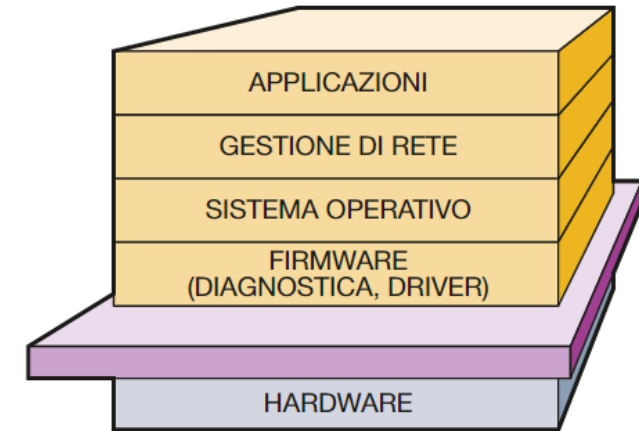 APPLICAZIONI
GESTIONE DI RETE
SISTEMA OPERATIVO
FIRMWARE
(DIAGNOSTICA, DRIVER)
HARDWARE